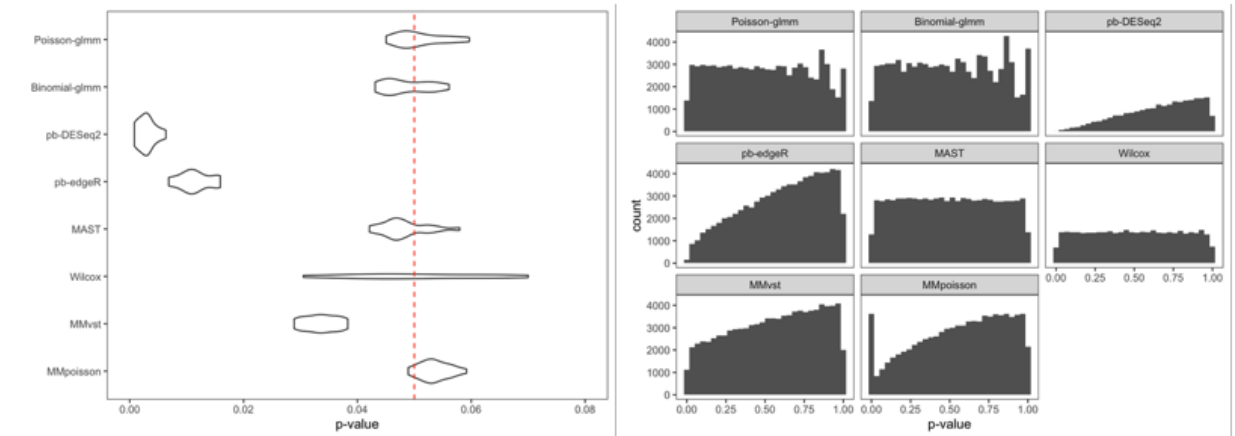 Poisson-glmm
Binomial-glmm
pb-DESeq2
pb-edgeR
MAST
Wilcox
MMvst
MMpoisson
0.00 0.02 0.04 0.06 0.08
p-value
Poisson-glmm Binomial-glmm pb-DESeq2
4000
3000
2000
1000
0
pb-edgeR MAST Wilcox
4000
3000
2000
1000
0
0.00 0.25 0.50 0.75 1.00
MMvst MMpoisson
4000
3000
2000
1000
0
0.00 0.25 0.50 0.75 1.00 0.00 0.25 0.50 0.75 1.00
count
p-value